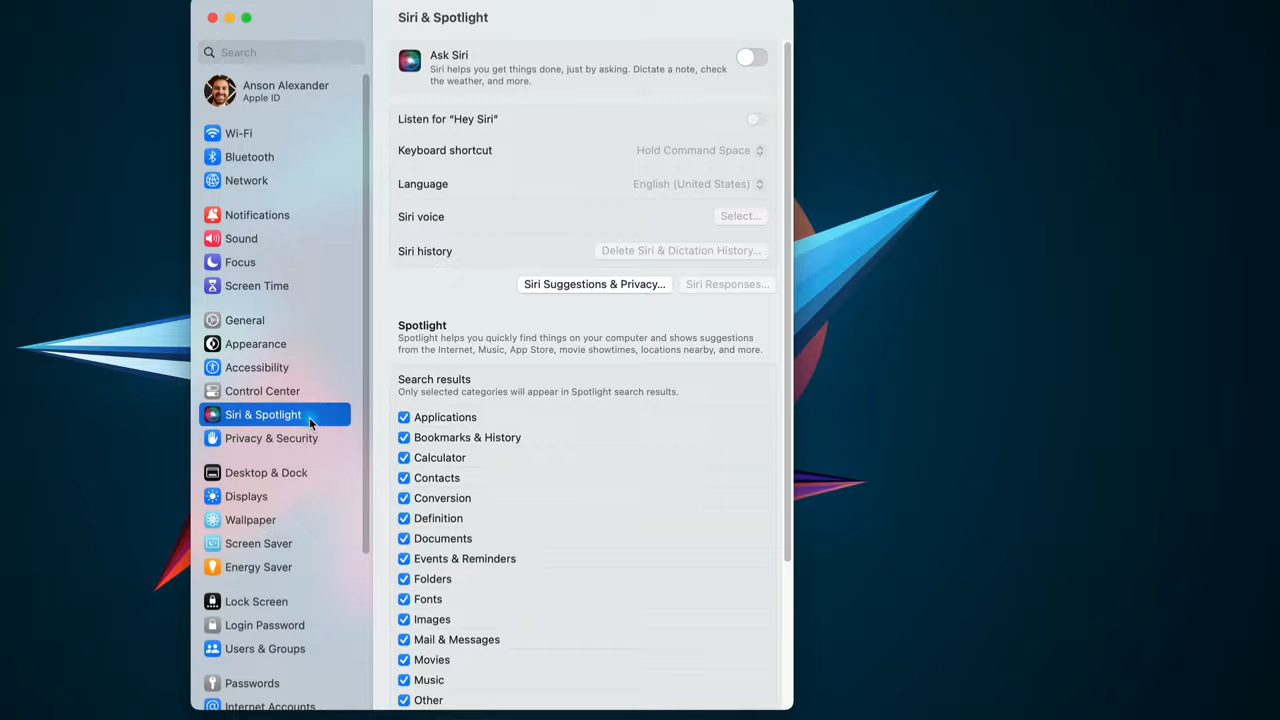 Siri & Spotlight
Search
Anson Alexander
Apple ID
Wi-Fi
Bluetooth
Network
Notifications
Sound
Focus
Screen Time
General
Appearance
Accessibility
Control Center
Siri & Spotlight
Privacy & Security
Desktop & Dock
Displays
Wallpaper
Screen Saver
Energy Saver
Lock Screen
Login Password
Users & Groups
Passwords
Internet Accounts
Ask Siri
Siri helps you get things done, just by asking. Dictate a note, check
the weather, and more.
Listen for “Hey Siri”
Keyboard shortcut Hold Command Space
Language English (United States)
Siri voice Select...
Siri history Delete Siri & Dictation History...
Siri Suggestions & Privacy... Siri Responses...
Spotlight
Spotlight helps you quickly find things on your computer and shows suggestions
from the Internet, Music, App Store, movie showtimes, locations nearby, and more.
Search results
Only selected categories will appear in Spotlight search results.
Applications
Bookmarks & History
Calculator
Contacts
Conversion
Definition
Documents
Events & Reminders
Folders
Fonts
Images
Mail & Messages
Movies
Music
Other